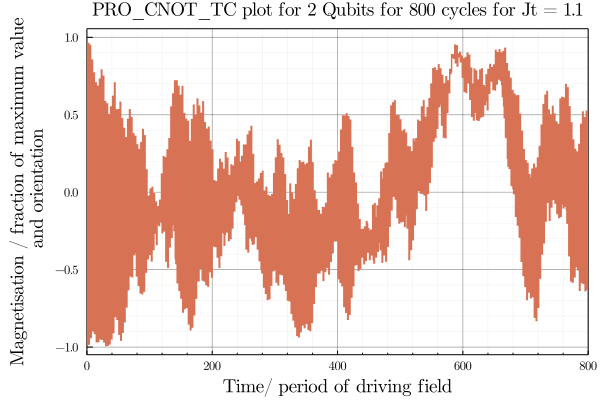 PRO_CNOT_TC plot for 2 Qubits for 800 cycles for Jt = 1.1
Magnetisation / fraction of maximum value
and orientation
1.0
0.5
0.0
−0.5
−1.0
0 200 400 600 800
Time/ period of driving field